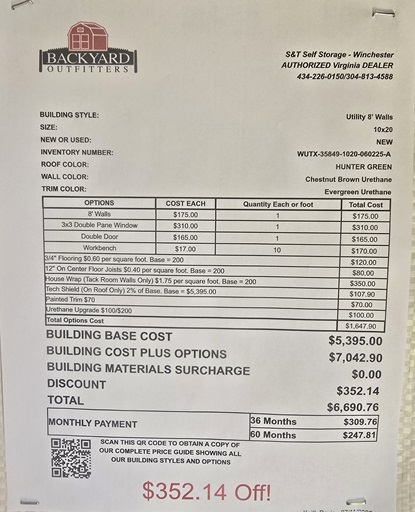 BACKYARD
OUTFITTERS
S&T Self Storage - Winchester
AUTHORIZED Virginia DEALER
434-226-0150/304-813-4588
BUILDING STYLE: Utility 8' Walls
SIZE: 10x20
NEW OR USED: NEW
INVENTORY NUMBER: WUTX-35849-1020-060225-A
ROOF COLOR: HUNTER GREEN
WALL COLOR: Chestnut Brown Urethane
TRIM COLOR: Evergreen Urethane
OPTIONS COST EACH Quantity Each or foot Total Cost
8' Walls $175.00 1 $175.00
3x3 Double Pane Window $310.00 1 $310.00
Double Door $165.00 1 $165.00
Workbench $17.00 10 $170.00
3/4" Flooring $0.60 per square foot. Base = 200 $120.00
12" On Center Floor Joists $0.40 per square foot. Base = 200 $80.00
House Wrap (Tack Room Walls Only) $1.75 per square foot. Base = 200 $350.00
Tech Shield (On Roof Only) 2% of Base. Base = $5,395.00 $107.90
Painted Trim $70 $70.00
Urethane Upgrade $100/$200 $100.00
Total Options Cost $1,647.90
BUILDING BASE COST $5,395.00
BUILDING COST PLUS OPTIONS $7,042.90
BUILDING MATERIALS SURCHARGE $0.00
DISCOUNT $352.14
TOTAL $6,690.76
MONTHLY PAYMENT 36 Months $309.76
60 Months $247.81
SCAN THIS QR CODE TO OBTAIN A COPY OF
OUR COMPLETE PRICE GUIDE SHOWING ALL
OUR BUILDING STYLES AND OPTIONS
$352.14 Off!